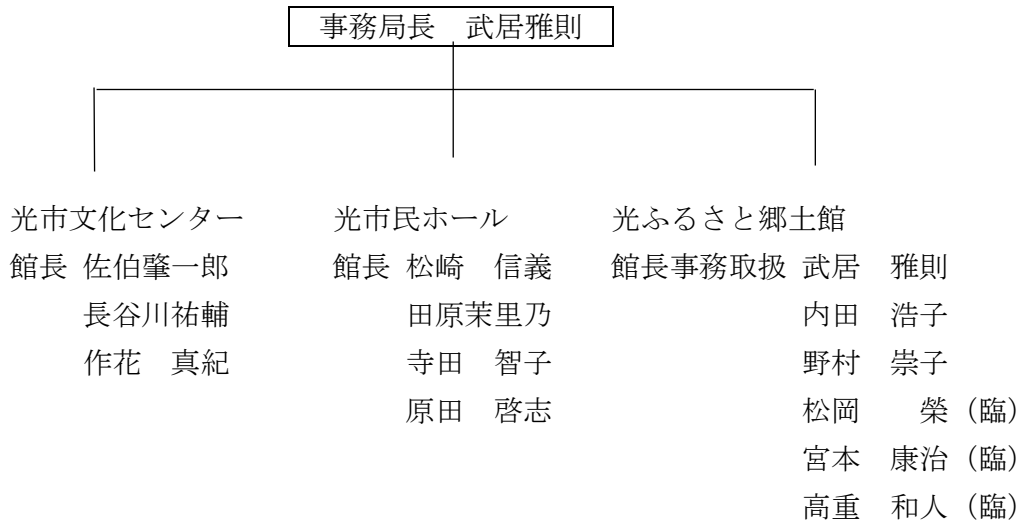 事務局長　武居雅則
光市文化センター
館長 佐伯肇一郎
長谷川祐輔
作花　真紀
光市民ホール
館長 松崎　信義
田原茉里乃
寺田　智子
原田　啓志
光ふるさと郷土館
館長事務取扱 武居　雅則
内田　浩子
野村　崇子
松岡　　榮（臨）
宮本　康治（臨）
高重　和人（臨）